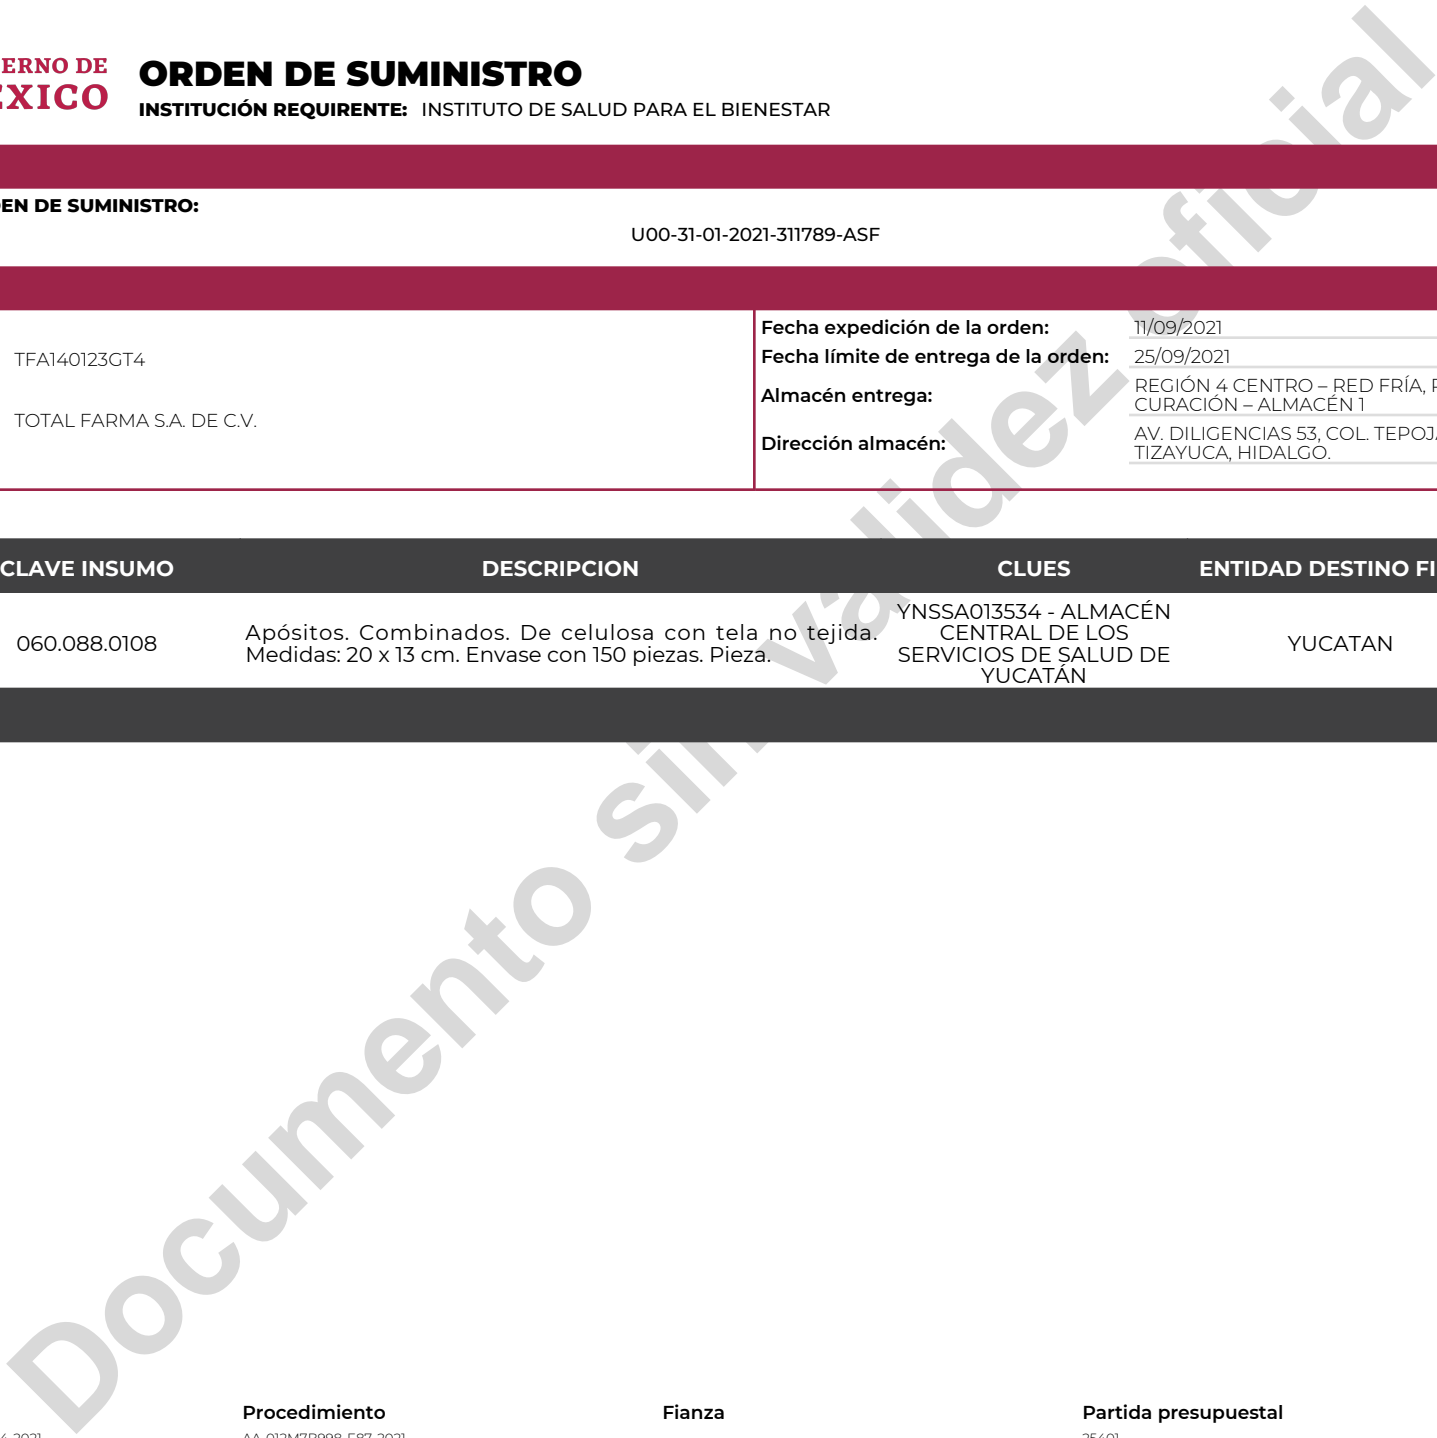 ERNO DE
ORDEN DE SUMINISTRO
INSTITUCIÓN REQUIRENTE: INSTITUTO DE SALUD PARA EL BIENESTAR
EN DE SUMINISTRO:
U00-31-01-2021-311789-ASF
TFA140123GT4
TOTAL FARMA S.A. DE C.V.
Fecha expedición de la orden: 11/09/2021
Fecha límite de entrega de la orden: 25/09/2021
Almacén entrega: REGIÓN 4 CENTRO – RED FRÍA,
CURACIÓN – ALMACÉN 1
Dirección almacén: AV. DILIGENCIAS 53, COL. TEPOJ
TIZAYUCA, HIDALGO.
CLAVE INSUMO DESCRIPCION CLUES ENTIDAD DESTINO FI
060.088.0108
Apósitos. Combinados. De celulosa con tela no tejida.
Medidas: 20 x 13 cm. Envase con 150 piezas. Pieza.
YNSSA013534 - ALMACÉN
CENTRAL DE LOS
SERVICIOS DE SALUD DE
YUCATÁN
YUCATAN
Documento sin validez oficial
Procedimiento Fianza Partida presupuestal